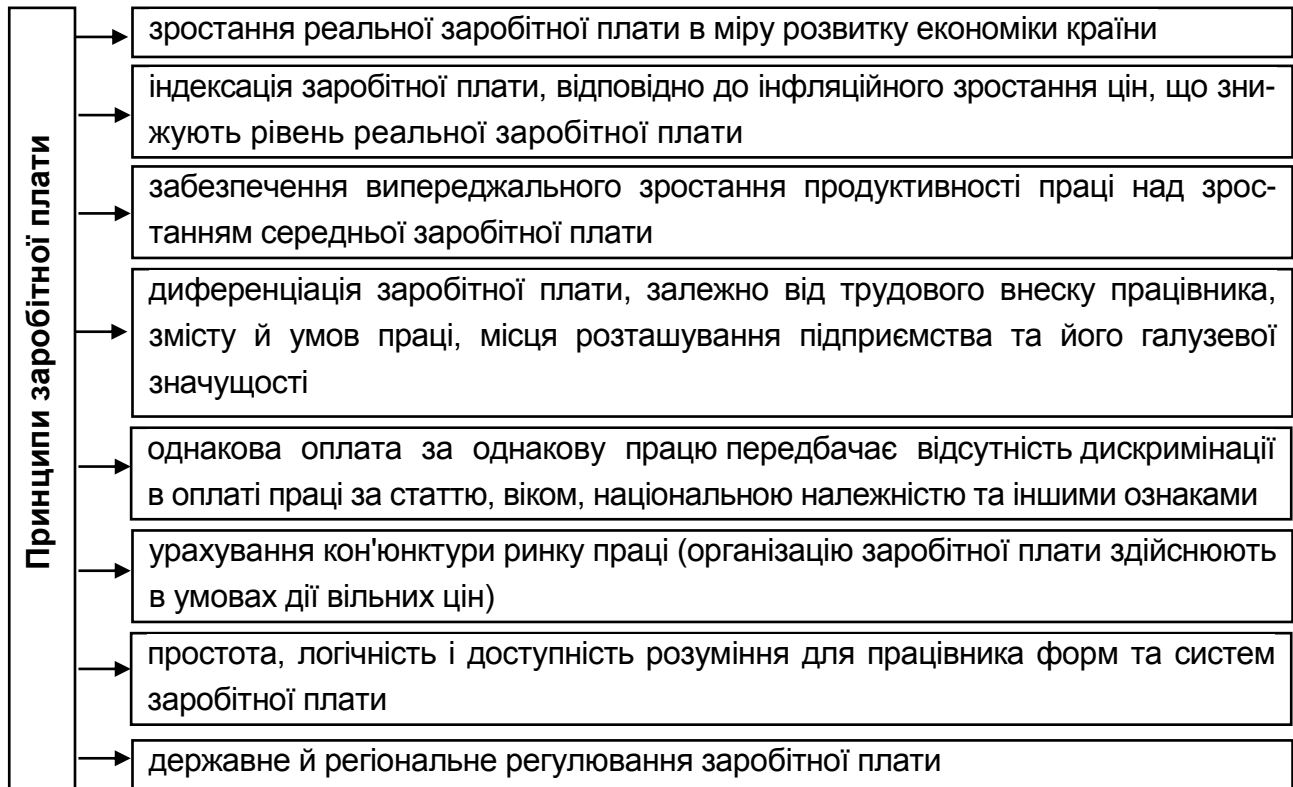 Принципи заробітної плати
зростання реальної заробітної плати в міру розвитку економіки країни
індексація заробітної плати, відповідно до інфляційного зростання цін, що зни-
жують рівень реальної заробітної плати
забезпечення випереджального зростання продуктивності праці над зрос-
танням середньої заробітної плати
диференціація заробітної плати, залежно від трудового внеску працівника,
змісту й умов праці, місця розташування підприємства та його галузевої
значущості
однакова оплата за однакову працю передбачає відсутність дискримінації
в оплаті праці за статтю, віком, національною належністю та іншими ознаками
урахування кон'юнктури ринку праці (організацію заробітної плати здійснюють
в умовах дії вільних цін)
простота, логічність і доступність розуміння для працівника форм та систем
заробітної плати
державне й регіональне регулювання заробітної плати